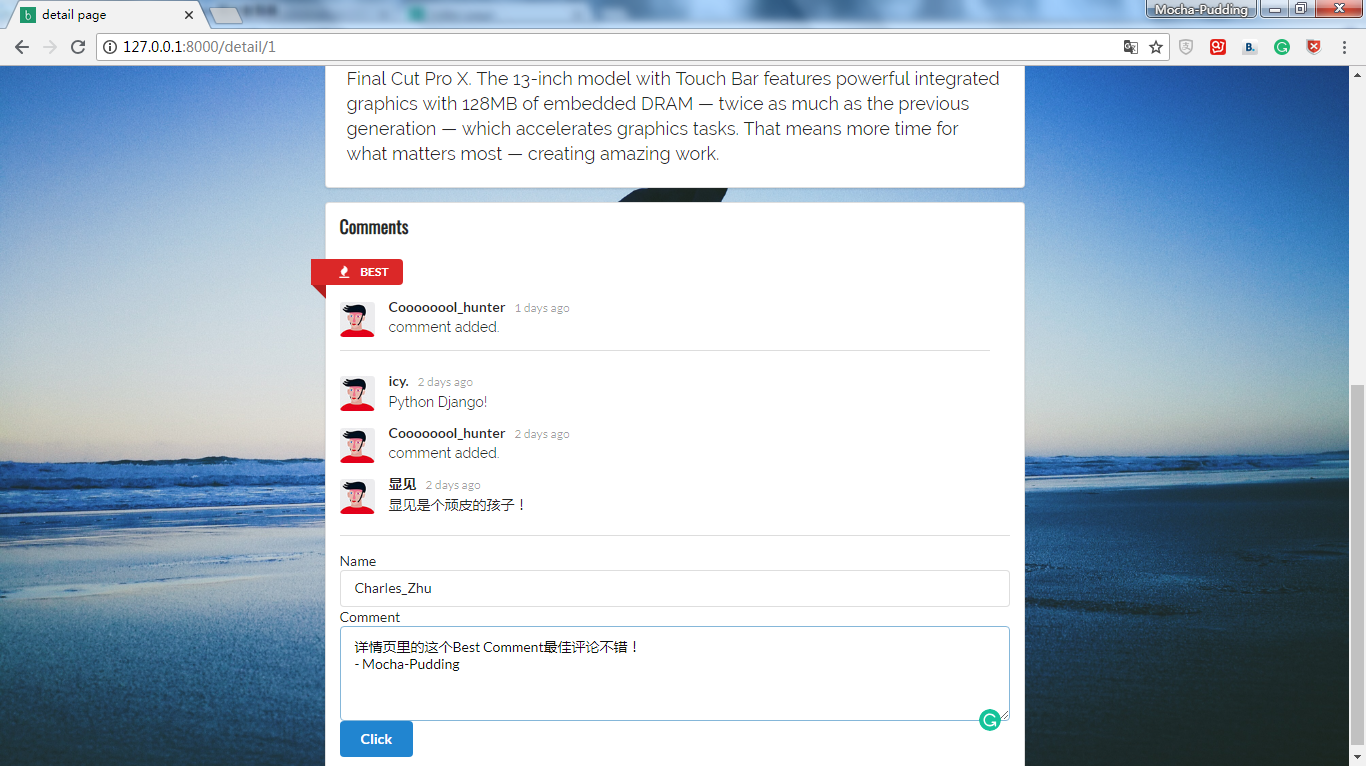 detail page
Mocha-Pudding
127.0.0.1:8000/detail/1
Final Cut Pro X. The 13-inch model with Touch Bar features powerful integrated
graphics with 128MB of embedded DRAM — twice as much as the previous
generation — which accelerates graphics tasks. That means more time for
what matters most — creating amazing work.
Comments
BEST
Coooooool_hunter 1 days ago
comment added.
icy. 2 days ago
Python Django!
Coooooool_hunter 2 days ago
comment added.
显见 2 days ago
显见是个顽皮的孩子！
Name
Charles_Zhu
Comment
详情页里的这个Best Comment最佳评论不错！
- Mocha-Pudding
Click